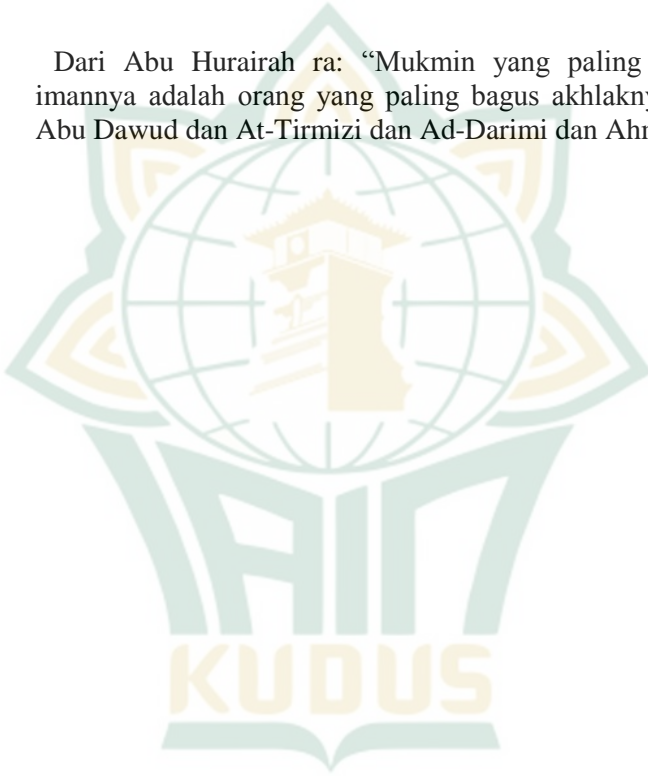 Dari Abu Hurairah ra: “Mukmin yang paling
imannya adalah orang yang paling bagus
Abu Dawud dan At-Tirmizi dan Ad-Darimi dan
IAIN
KUDUS